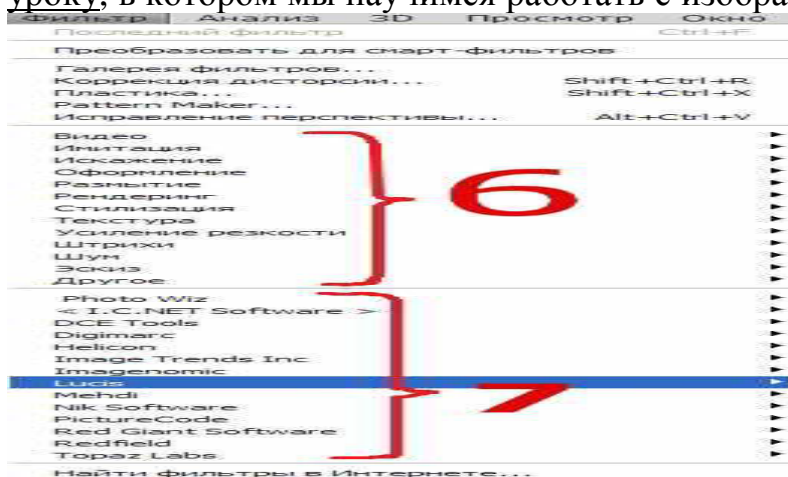 уроку, в котором мы научимся работать с изобра
Фильтр Анализ 3D Просмотр Окно
Последний фильтр Ctrl+F
Преобразовать для смарт-фильтров
Галерея фильтров...
Коррекция дисторсии... Shift+Ctrl+R
Пластика... Shift+Ctrl+X
Pattern Maker...
Исправление перспективы... Alt+Ctrl+V
Видео
Имитация
Искажение
Оформление
Размытие
Рендеринг
Стилизация
Текстура
Усиление резкости
Штрихи
Шум
Эскиз
Другое
6
Photo Wiz
< I.C.NET Software >
DCE Tools
Digimarc
Helicon
Image Trends Inc
Imagenomic
Lucis
Mehdi
Nik Software
PictureCode
Red Giant Software
Redfield
Topaz Labs
7
Найти фильтры в Интернете...